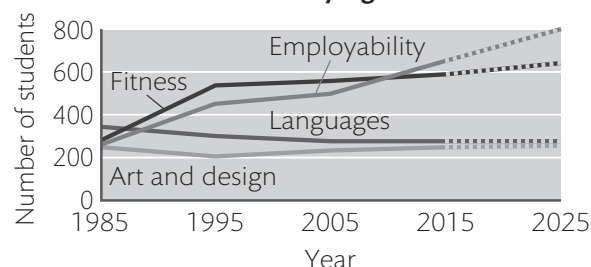 Number of students
800
600
400
200
0
Employability
Fitness
Languages
Art and design
1985 1995 2005 2015 2025
Year